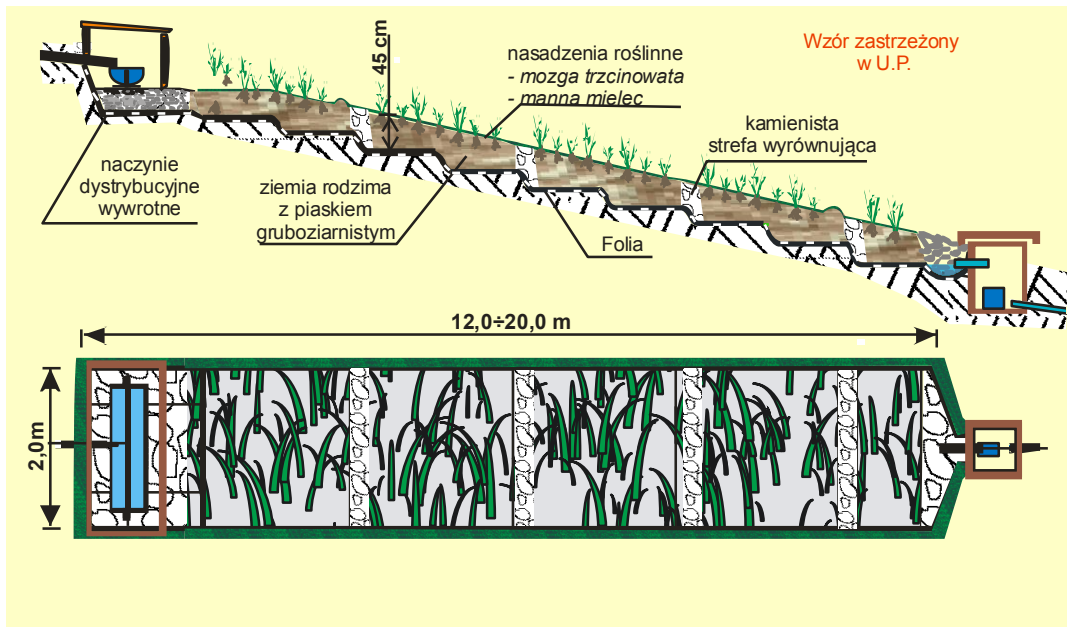 Wzór zastrzeżony
w U.P.
45 cm
nasadzenia roślinne
- mozga trzcinowata
- manna mielec
kamienista
strefa wyrównująca
naczynie
dystrybucyjne
wywrotne
ziemia rodzima
z piaskiem
gruboziarnistym
Folia
12,0÷20,0 m
2,0m